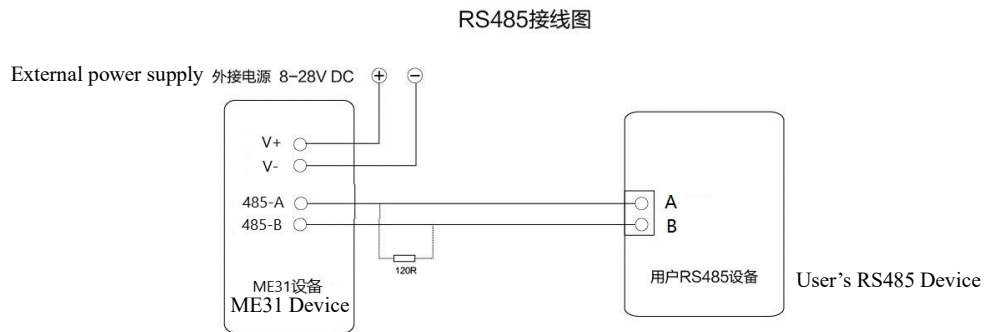 RS485接线图
External power supply 外接电源 8-28V DC + -
V+
V-
485-A
485-B
A
B
120R
ME31设备
ME31 Device
用户RS485设备
User's RS485 Device